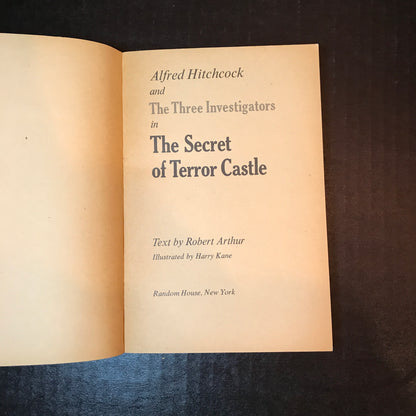 Alfred Hitchcock
and
The Three Investigators
in
The Secret
of Terror Castle
Text by Robert Arthur
Illustrated by Harry Kane
Random House, New York